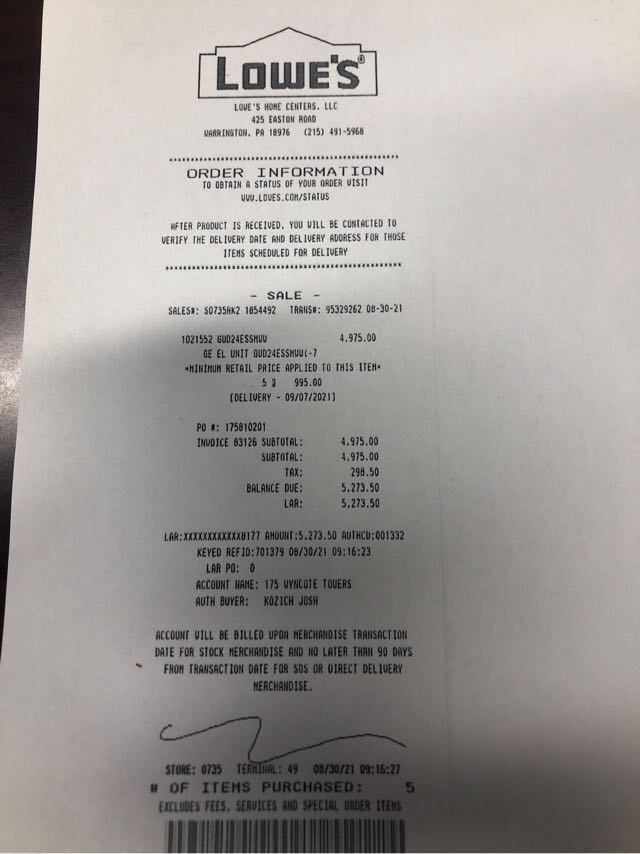 LOWE'S®
LOWE'S HOME CENTERS, LLC
425 EASTON ROAD
WARRINGTON, PA 18976 (215) 491-5968
ORDER INFORMATION
TO OBTAIN A STATUS OF YOUR ORDER VISIT
WWW.LOWES.COM/STATUS
AFTER PRODUCT IS RECEIVED, YOU WILL BE CONTACTED TO
VERIFY THE DELIVERY DATE AND DELIVERY ADDRESS FOR THOSE
ITEMS SCHEDULED FOR DELIVERY
- SALE -
SALES#: S0735RK2 1854492 TRANS#: 95329262 08-30-21
1021552 GUD24ESSMWW 4,975.00
GE EL UNIT GUD24ESSMWW(-7
*MINIMUM RETAIL PRICE APPLIED TO THIS ITEM*
5 @ 995.00
[DELIVERY - 09/07/2021]
PO #: 175810201
INVOICE 83126 SUBTOTAL: 4,975.00
SUBTOTAL: 4,975.00
TAX: 298.50
BALANCE DUE: 5,273.50
LAR: 5,273.50
LAR:XXXXXXXXXXXX8177 AMOUNT:5,273.50 AUTHCD:001332
KEYED REFID:701379 08/30/21 09:16:23
LAR PO: 0
ACCOUNT NAME: 175 WYNCOTE TOWERS
AUTH BUYER: KOZICH JOSH
ACCOUNT WILL BE BILLED UPON MERCHANDISE TRANSACTION
DATE FOR STOCK MERCHANDISE AND NO LATER THAN 90 DAYS
FROM TRANSACTION DATE FOR SOS OR DIRECT DELIVERY
MERCHANDISE.
STORE: 0735 TERMINAL: 49 08/30/21 09:16:27
# OF ITEMS PURCHASED: 5
EXCLUDES FEES, SERVICES AND SPECIAL ORDER ITEMS